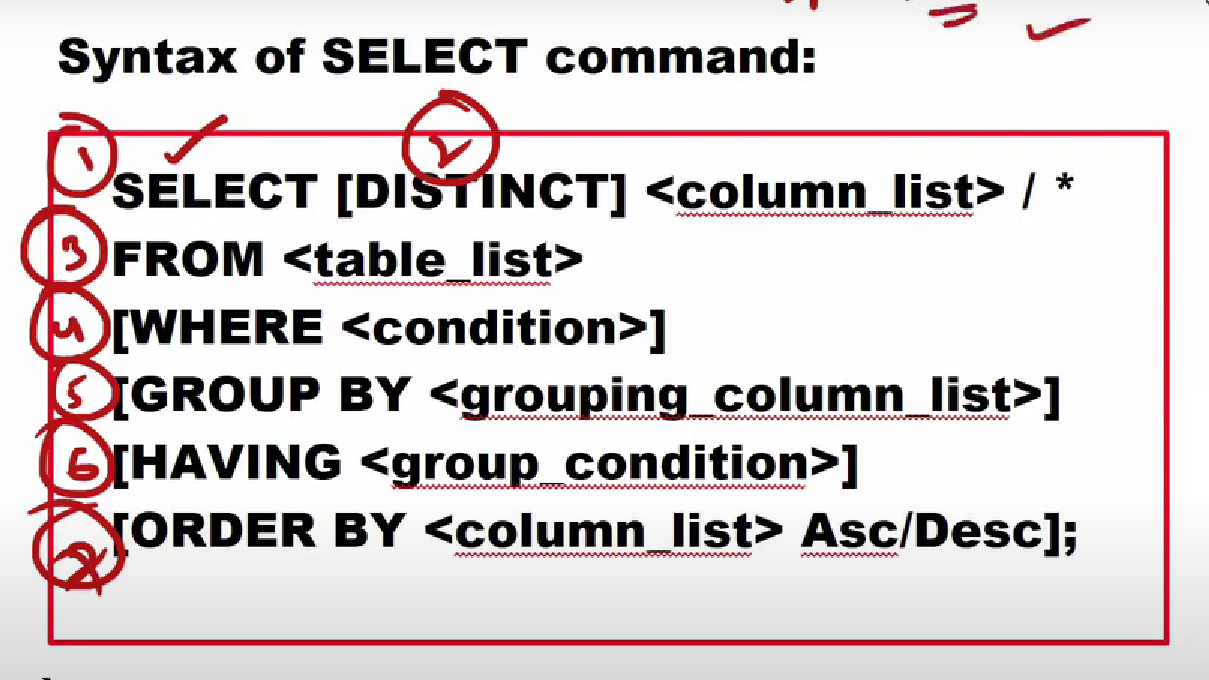 Syntax of SELECT command:
1
2
SELECT [DISTINCT] <column_list> / *
3
FROM <table_list>
4
[WHERE <condition>]
5
[GROUP BY <grouping_column_list>]
6
[HAVING <group_condition>]
[ORDER BY <column_list> Asc/Desc];